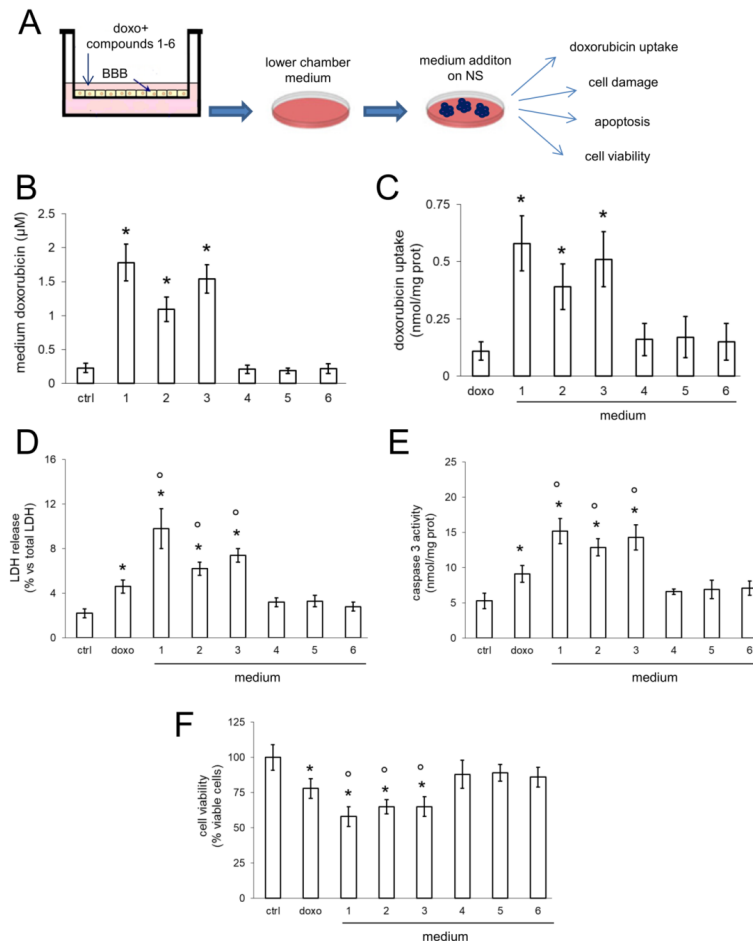 A
doxo+
compounds 1-6
BBB
lower chamber
medium
medium additon
on NS
doxorubicin uptake
cell damage
apoptosis
cell viability
B
medium doxorubicin (µM)
2.5
2
1.5
1
0.5
0
*
*
*
ctrl 1 2 3 4 5 6
C
doxorubicin uptake
(nmol/mg prot)
0.75
0.50
0.25
0
*
*
*
doxo 1 2 3 4 5 6
medium
D
LDH release
(% vs total LDH)
16
12
8
4
0
*
° *
° *
° *
ctrl doxo 1 2 3 4 5 6
medium
E
caspase 3 activity
(nmol/mg prot)
25
20
15
10
5
0
*
° *
° *
° *
ctrl doxo 1 2 3 4 5 6
medium
F
cell viability
(% viable cells)
125
100
75
50
25
0
*
° *
° *
° *
ctrl doxo 1 2 3 4 5 6
medium